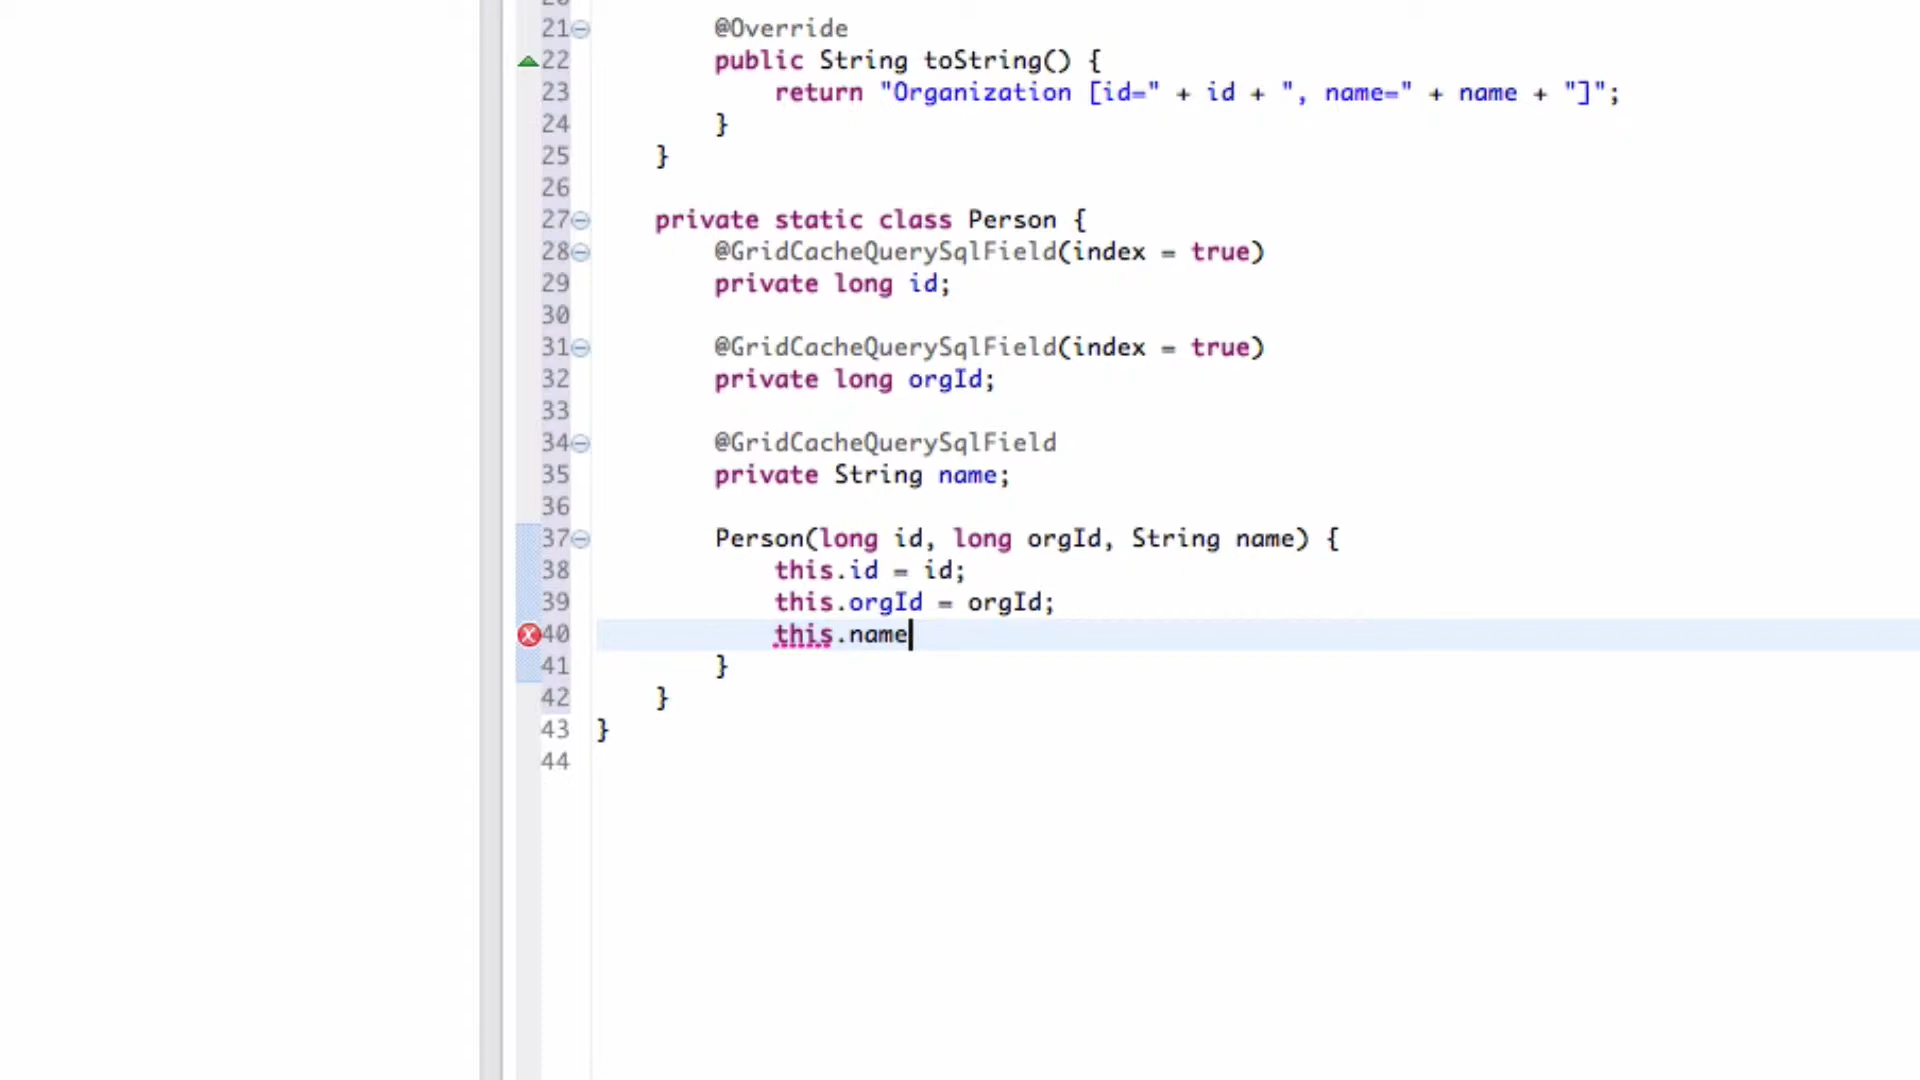 21 @Override
22 public String toString() {
23 return "Organization [id=" + id + ", name=" + name + "]";
24 }
25 }
26
27 private static class Person {
28 @GridCacheQuerySqlField(index = true)
29 private long id;
30
31 @GridCacheQuerySqlField(index = true)
32 private long orgId;
33
34 @GridCacheQuerySqlField
35 private String name;
36
37 Person(long id, long orgId, String name) {
38 this.id = id;
39 this.orgId = orgId;
40 this.name
41 }
42 }
43 }
44